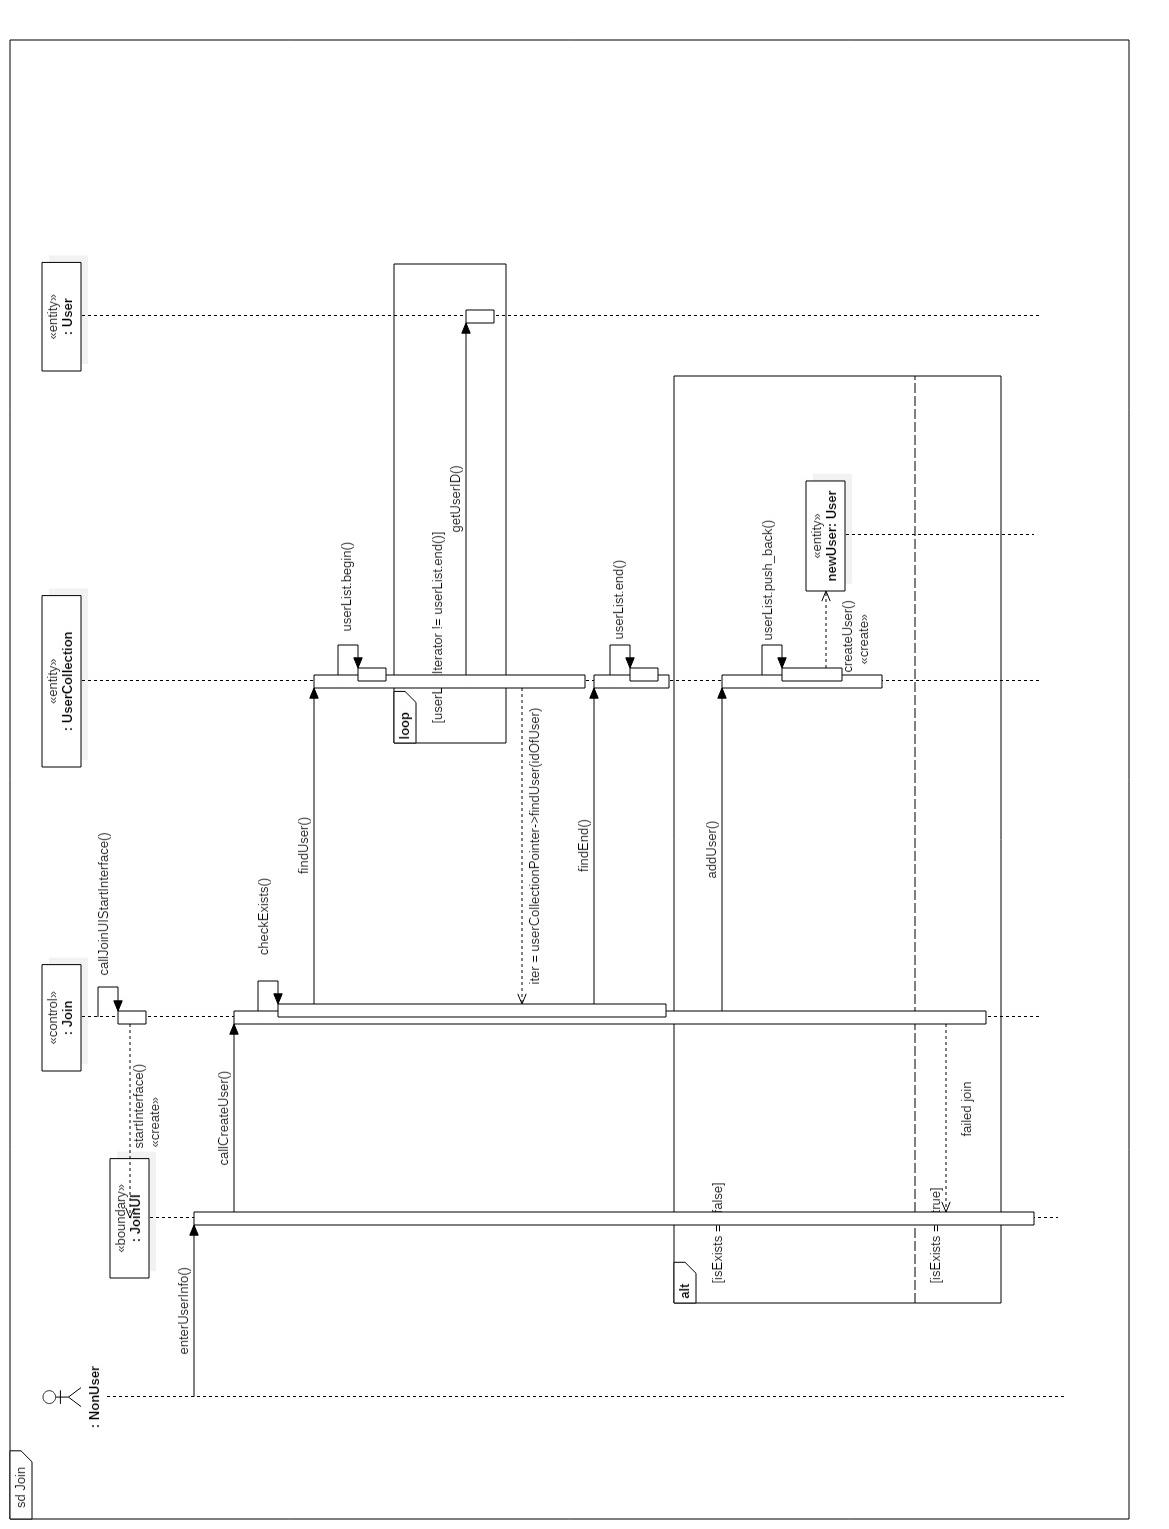 sd Join
: NonUser
«boundary»
: JoinUI
«control»
: Join
«entity»
: UserCollection
«entity»
: User
callJoinUIStartInterface()
startInterface()
«create»
enterUserInfo()
callCreateUser()
checkExists()
findUser()
userList.begin()
loop
[userL Iterator != userList.end()]
getUserID()
iter = userCollectionPointer->findUser(idOfUser)
findEnd()
userList.end()
alt
[isExists = false]
addUser()
userList.push_back()
createUser()
«create»
«entity»
newUser: User
[isExists = true]
failed join